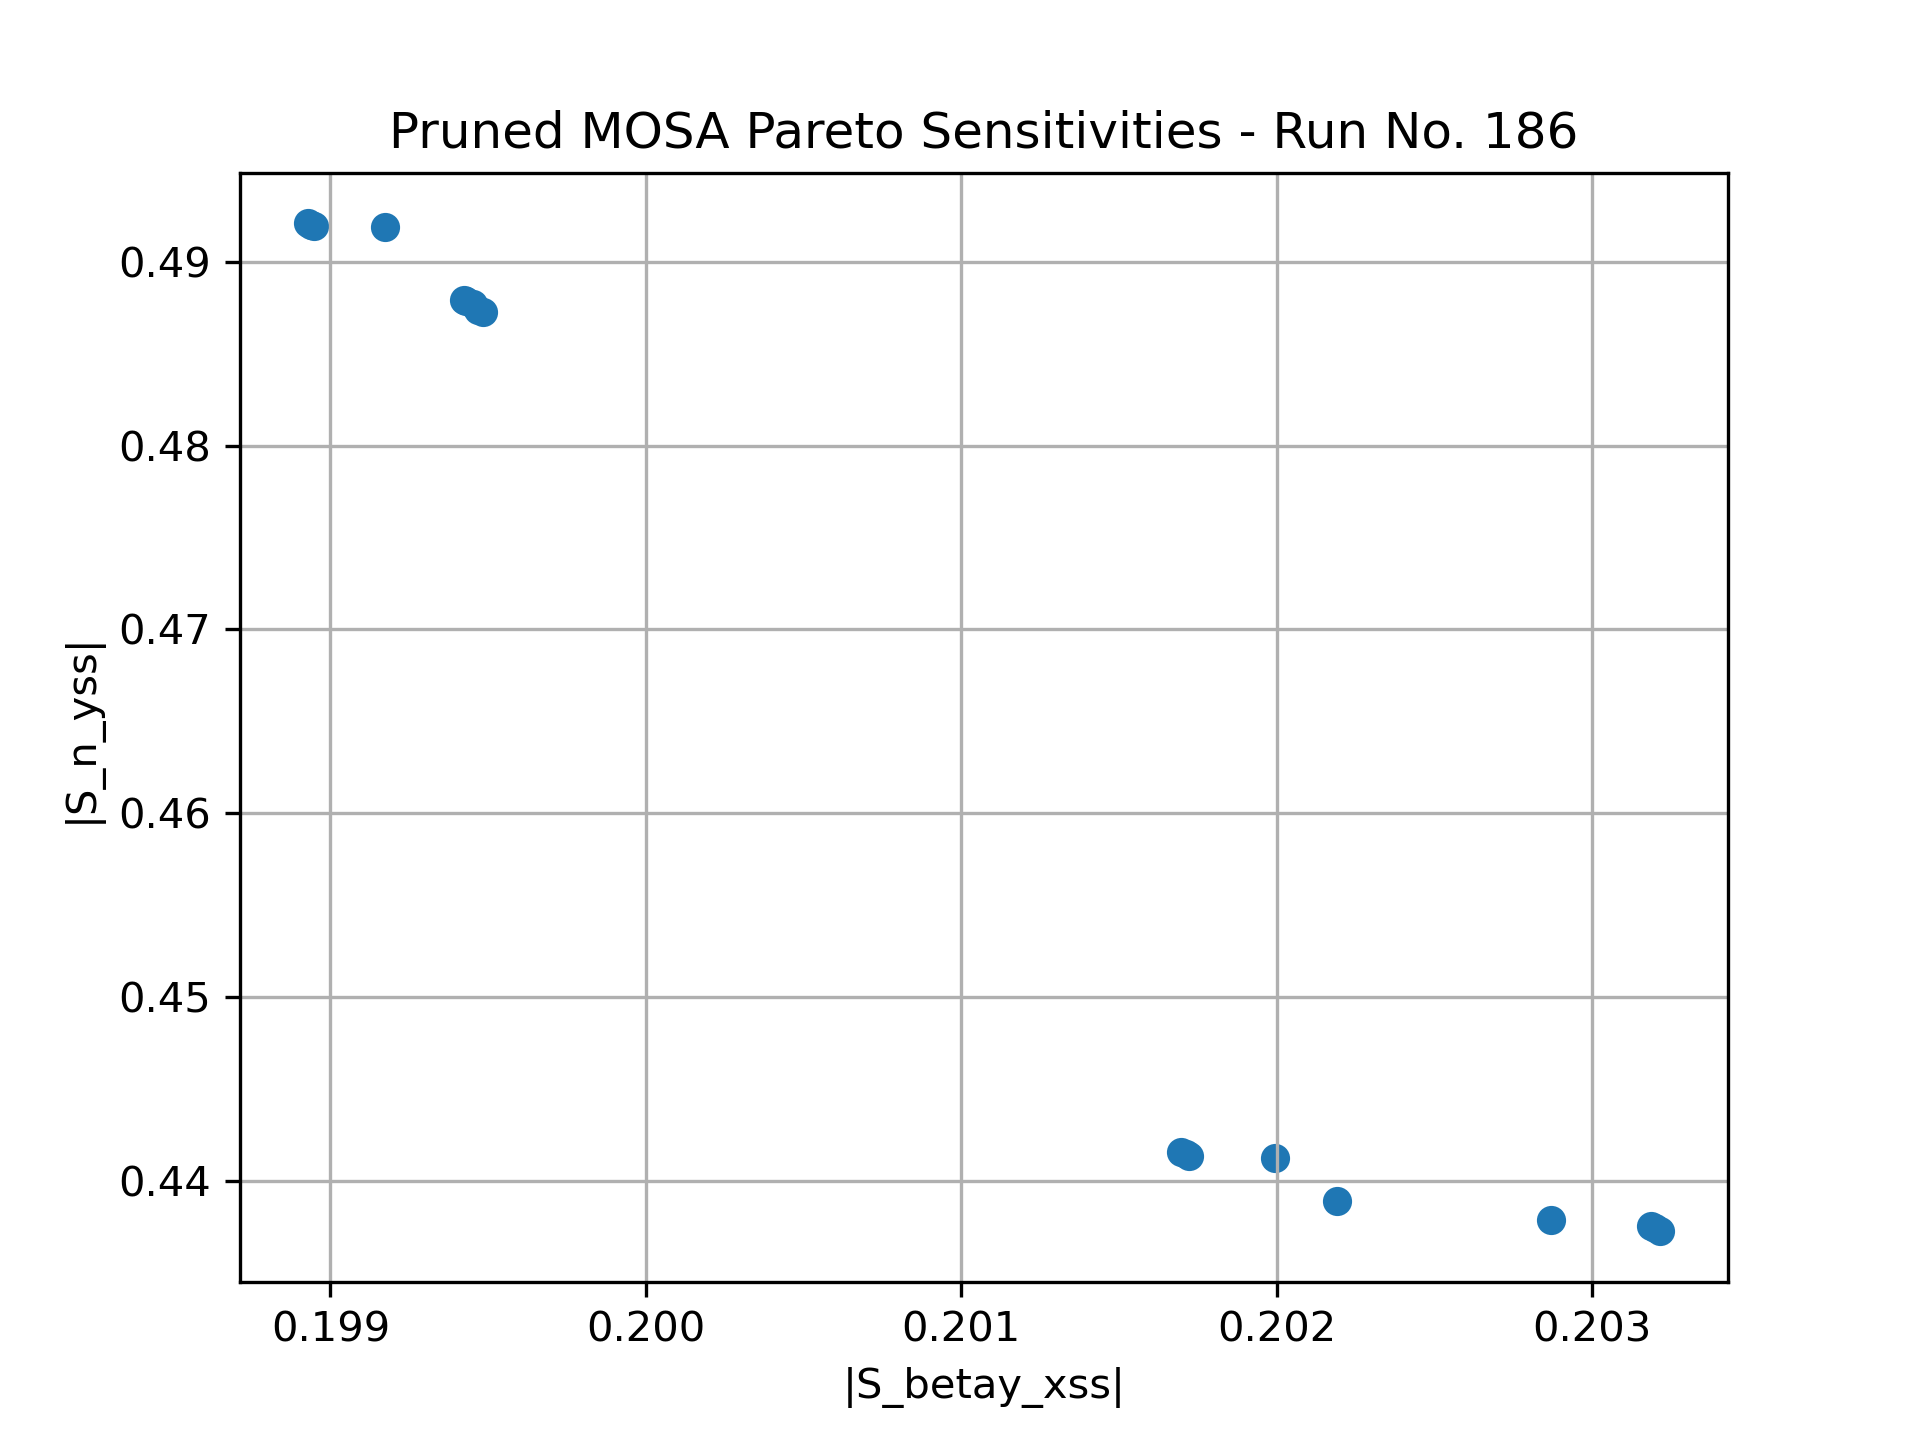 Pruned MOSA Pareto Sensitivities - Run No. 186
0.49
0.48
0.47
0.46
0.45
0.44
|S_n_yss|
0.199 0.200 0.201 0.202 0.203
|S_betay_xss|